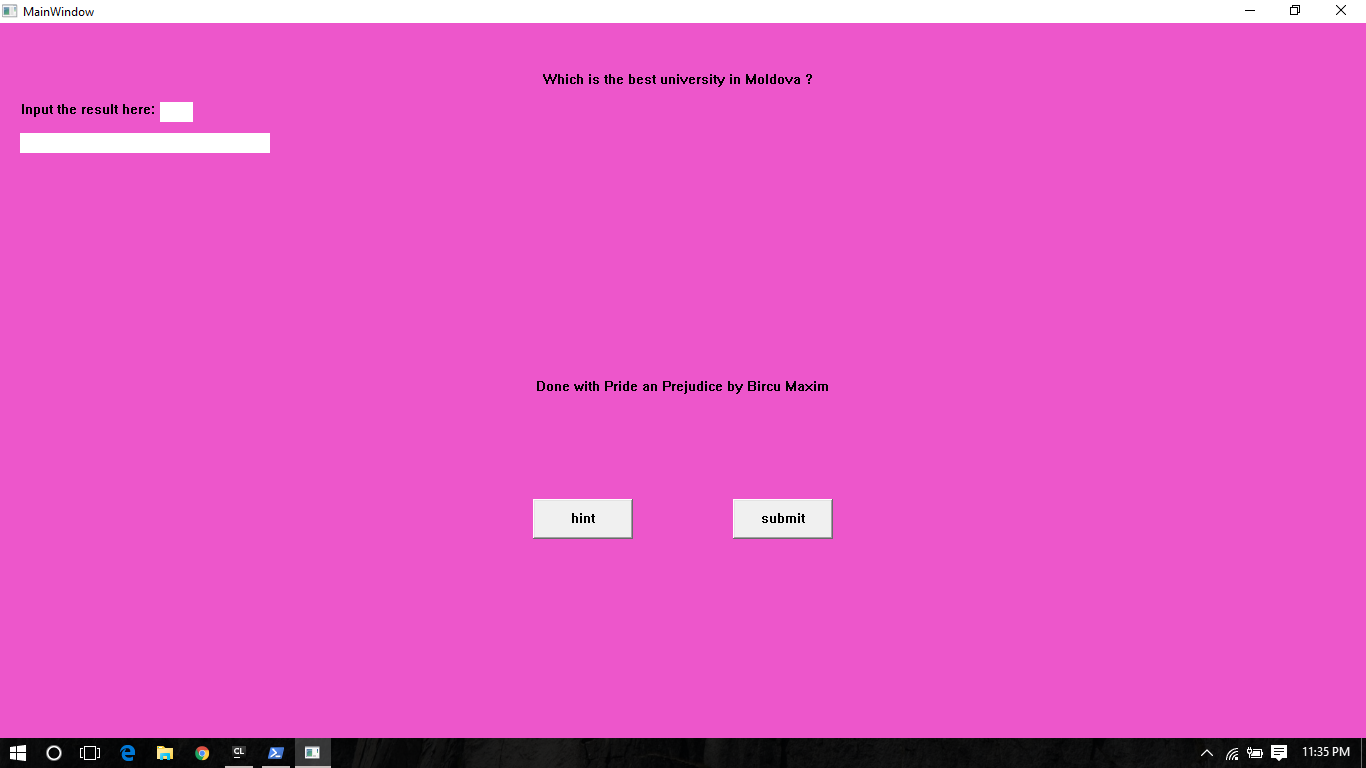 MainWindow
Which is the best university in Moldova ?
Input the result here:
Done with Pride an Prejudice by Bircu Maxim
hint
submit
CL
11:35 PM